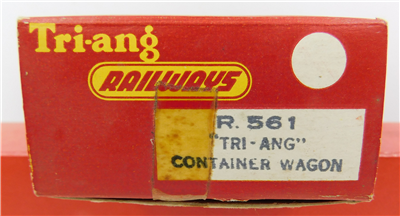 Tri-ang
RAILWAYS
R. 561
"TRI-ANG"
CONTAINER WAGON